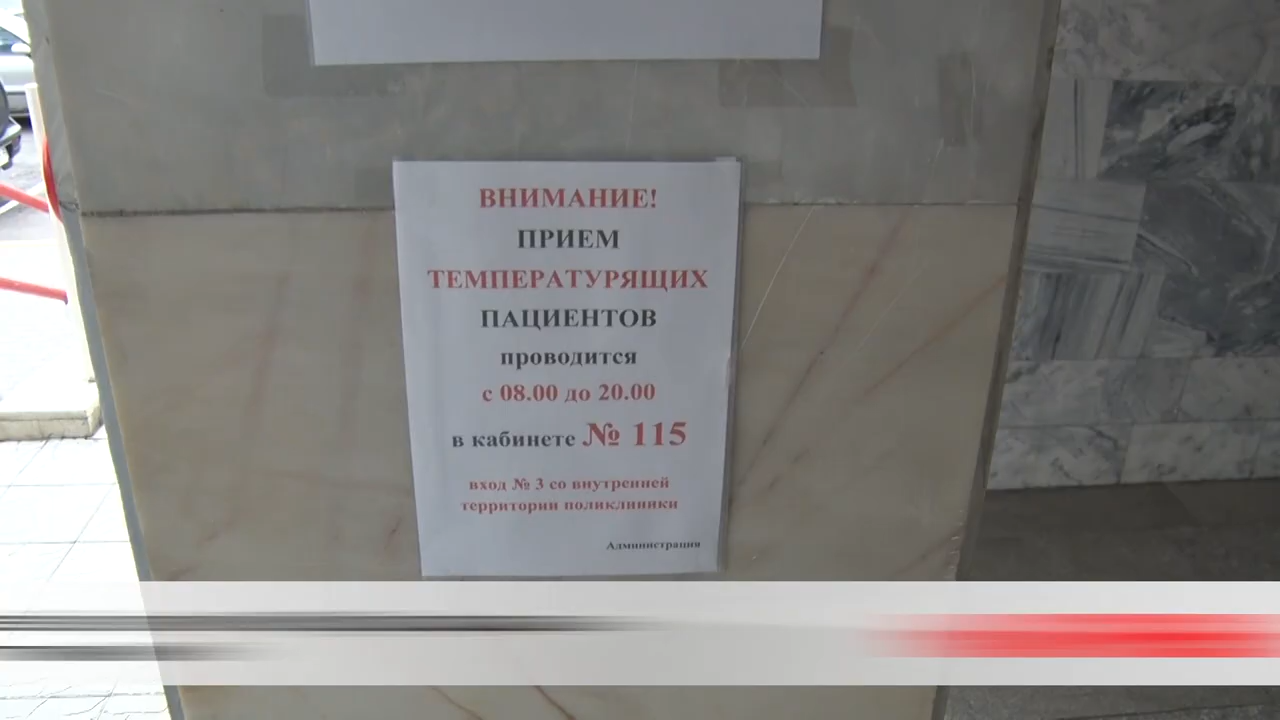 ВНИМАНИЕ!
ПРИЕМ
ТЕМПЕРАТУРЯЩИХ
ПАЦИЕНТОВ
проводится
с 08.00 до 20.00
в кабинете № 115
вход № 3 со внутренней
территории поликлиники
Администрация